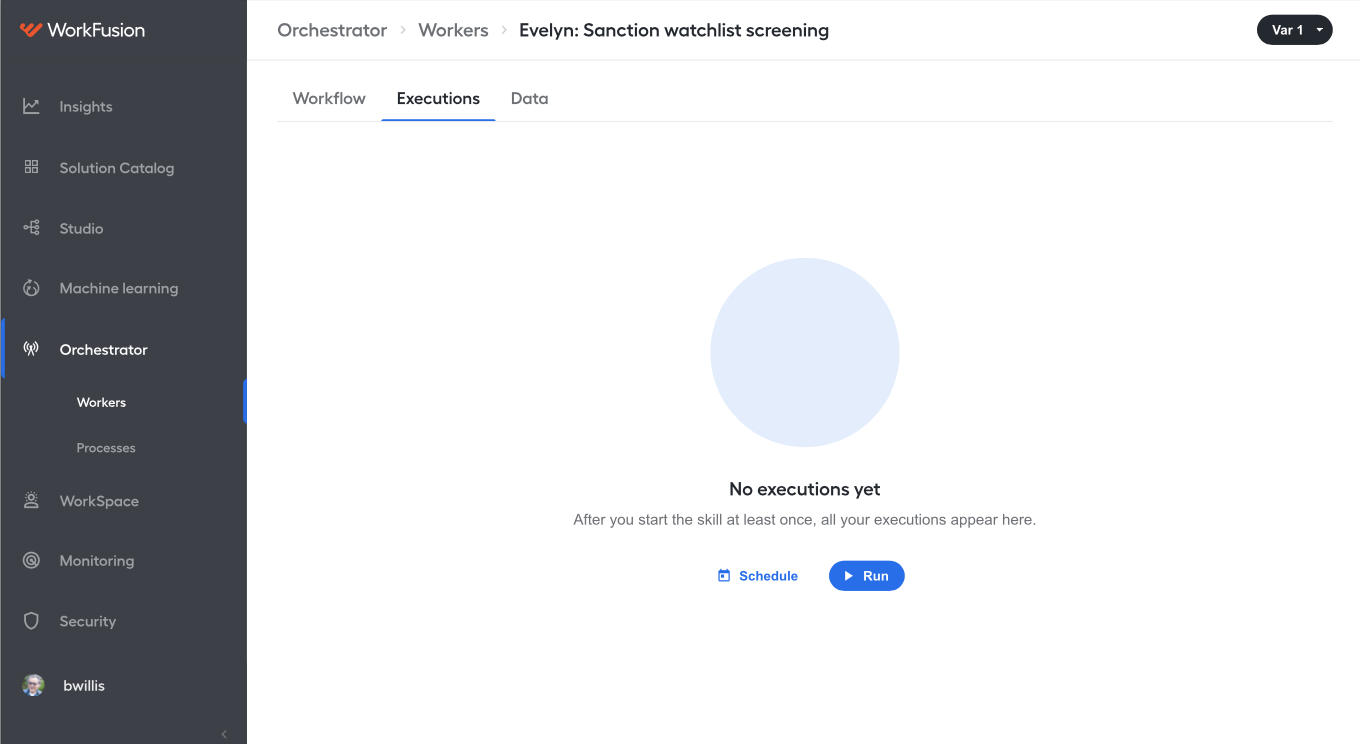 WorkFusion
Orchestrator > Workers > Evelyn: Sanction watchlist screening
Var 1
Insights
Solution Catalog
Studio
Machine learning
Orchestrator
Workers
Processes
WorkSpace
Monitoring
Security
bwillis
Workflow Executions Data
No executions yet
After you start the skill at least once, all your executions appear here.
Schedule Run